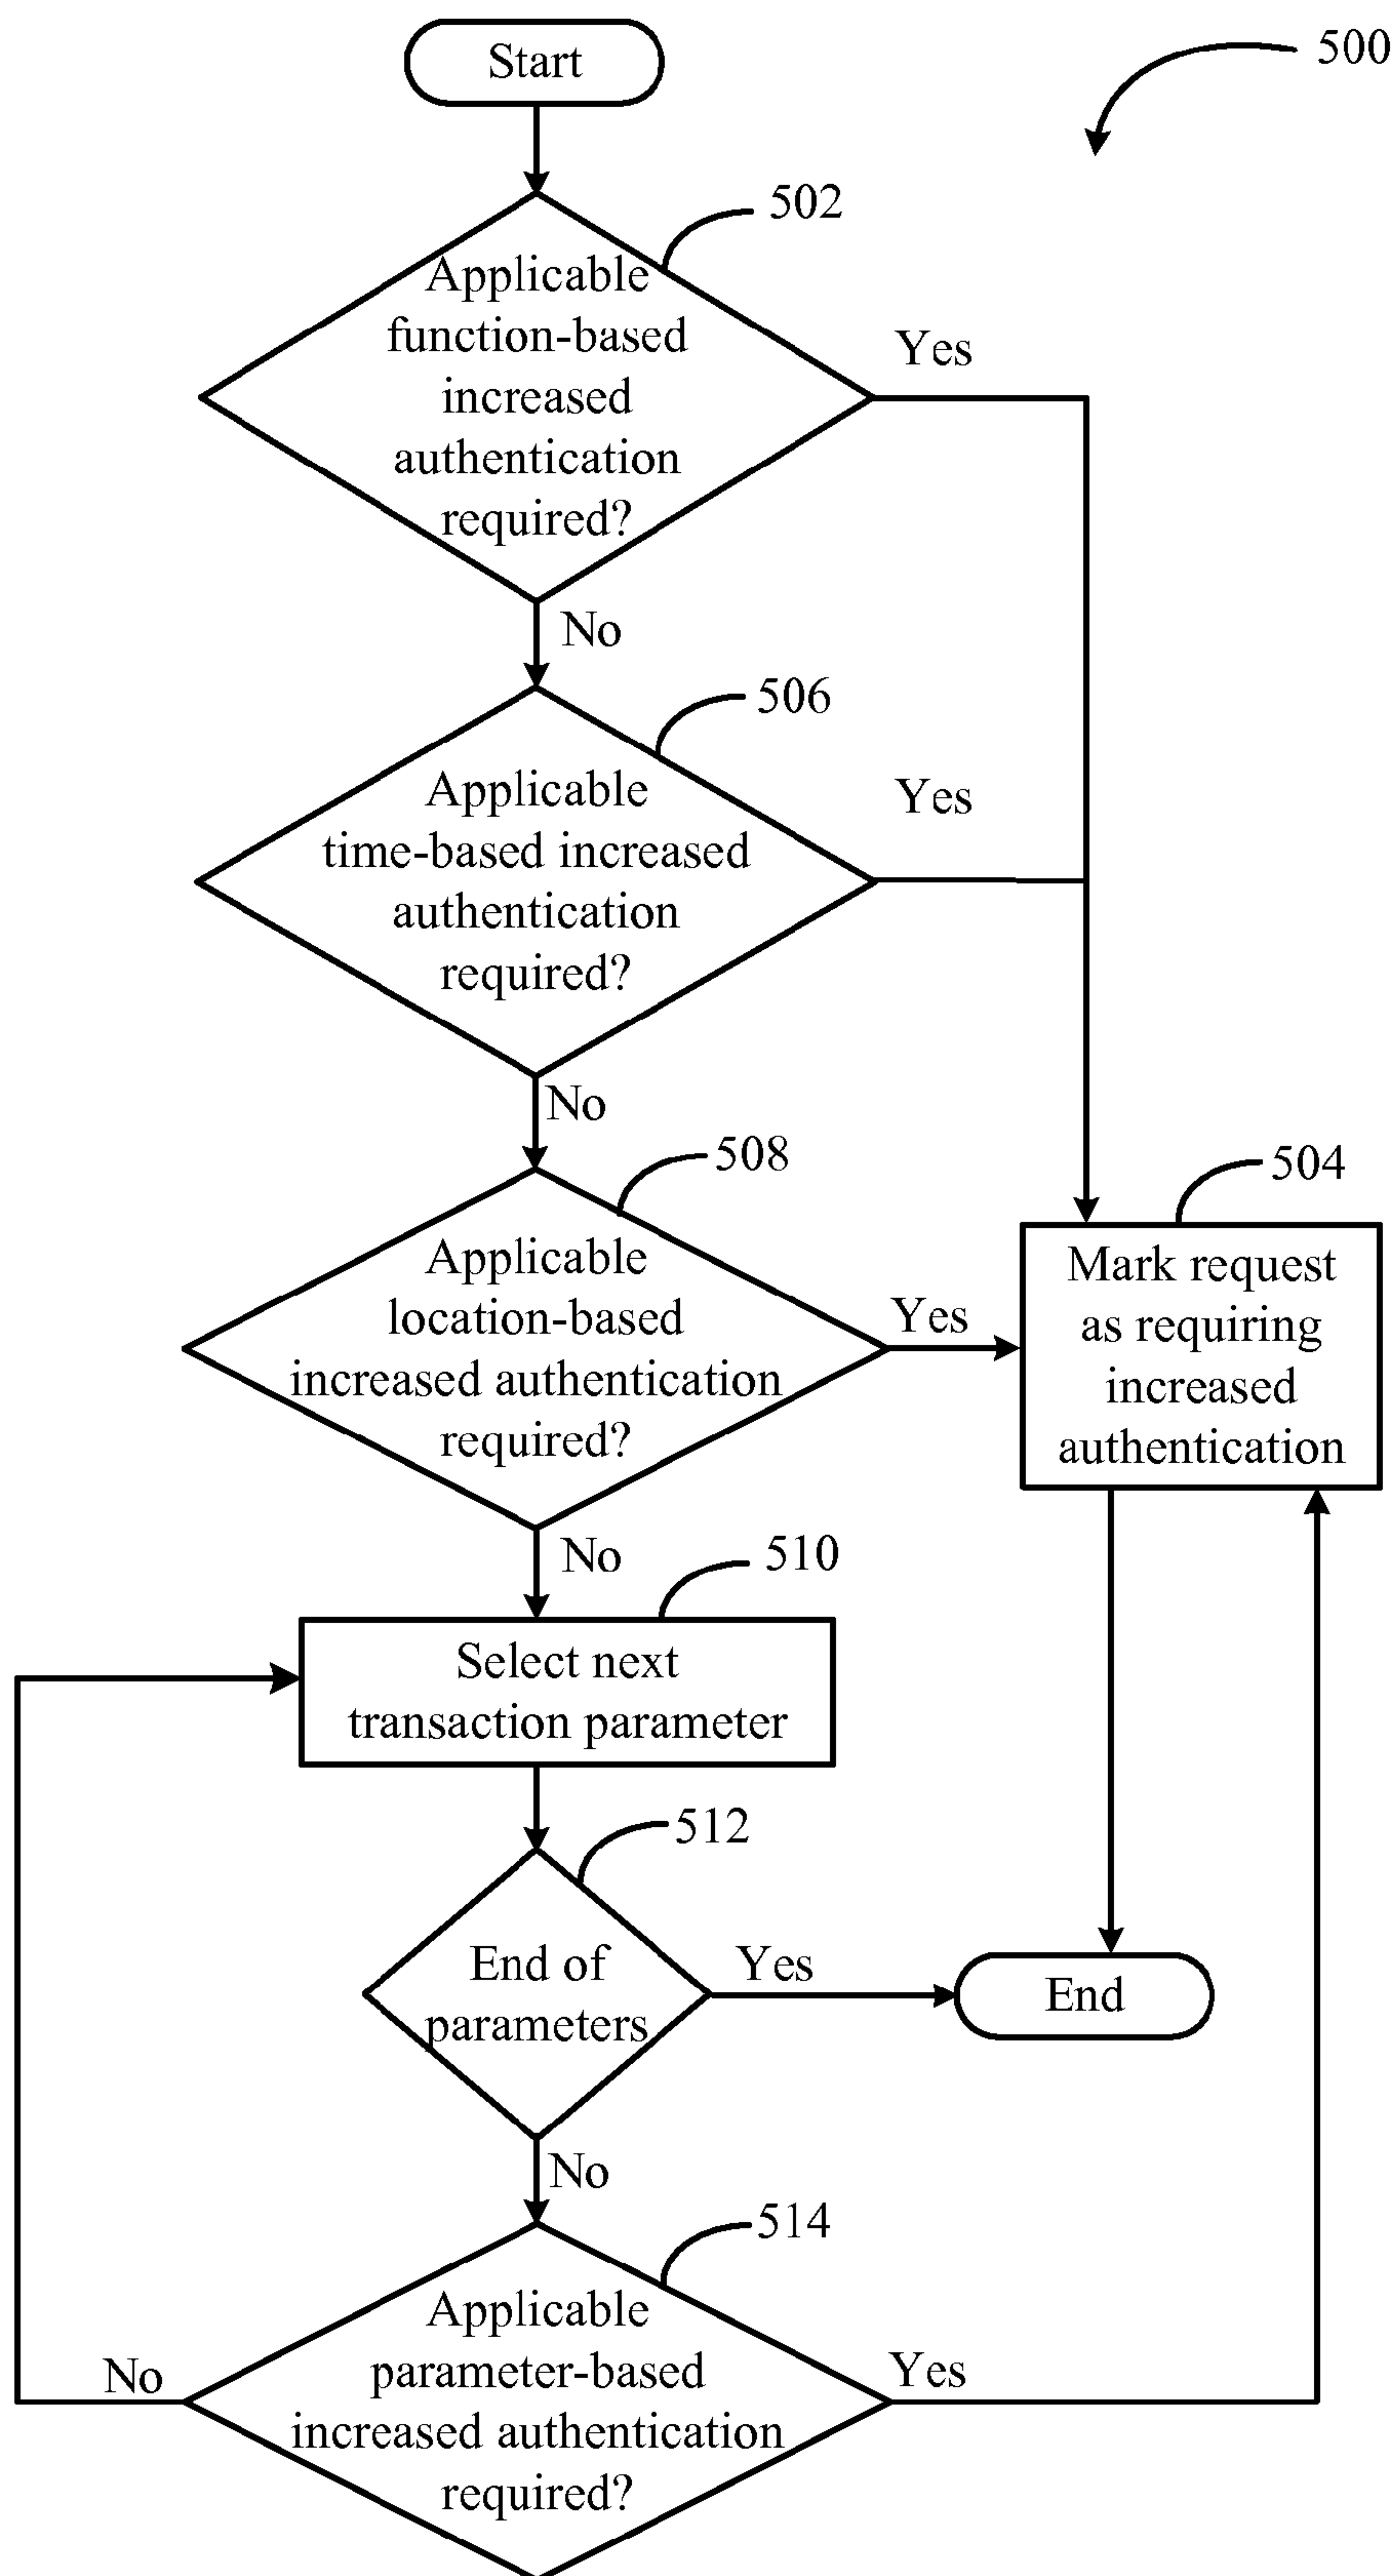 Start
500
502
Applicable
function-based
increased
authentication
required?
Yes
No
506
Applicable
time-based increased
authentication
required?
Yes
No
508
Applicable
location-based
increased authentication
required?
Yes
504
Mark request
as requiring
increased
authentication
No
510
Select next
transaction parameter
512
End of
parameters
Yes
End
No
514
Applicable
parameter-based
increased authentication
required?
No
Yes